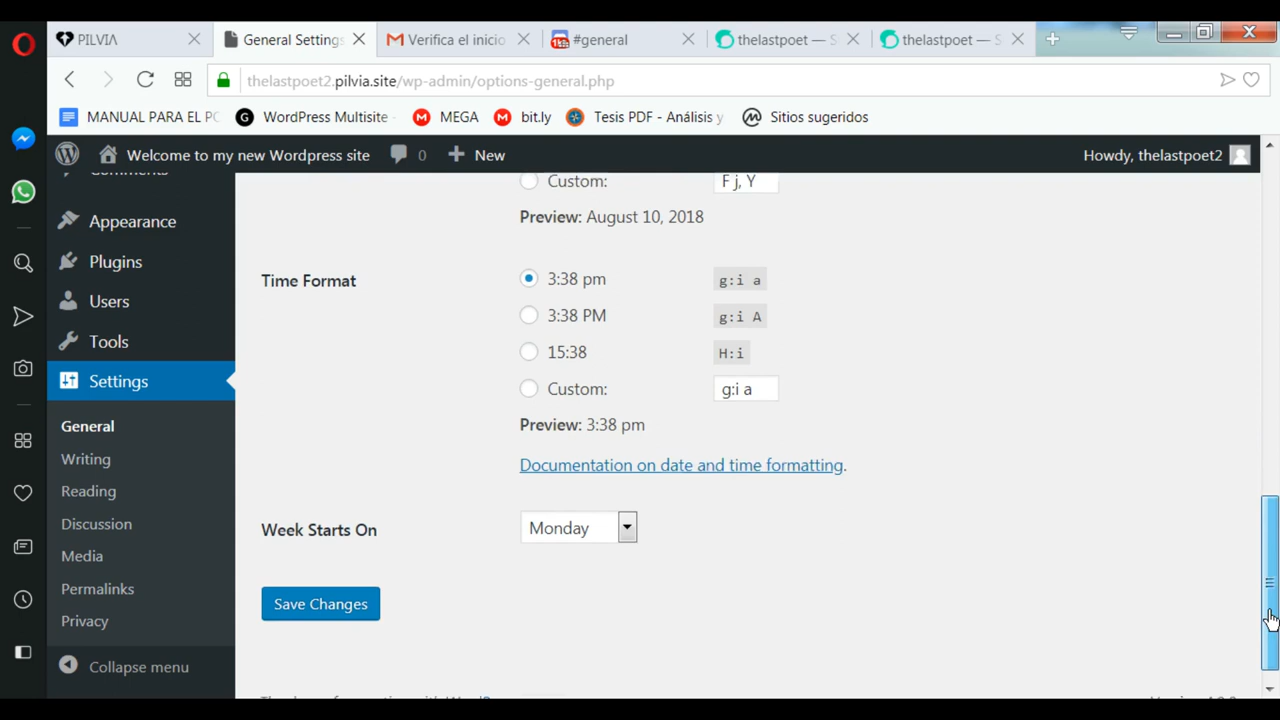 PILVIΛ
General Settings
Verifica el inicio
#general
thelastpoet — S
thelastpoet — S
thelastpoet2.pilvia.site/wp-admin/options-general.php
MANUAL PARA EL PC
WordPress Multisite -
MEGA
bit.ly
Tesis PDF - Análisis y
Sitios sugeridos
Welcome to my new Wordpress site
0
New
Howdy, thelastpoet2
Comments
Appearance
Plugins
Users
Tools
Settings
General
Writing
Reading
Discussion
Media
Permalinks
Privacy
Collapse menu
Custom: F j, Y
Preview: August 10, 2018
Time Format
3:38 pm g:i a
3:38 PM g:i A
15:38 H:i
Custom: g:i a
Preview: 3:38 pm
Documentation on date and time formatting.
Week Starts On
Monday
Save Changes